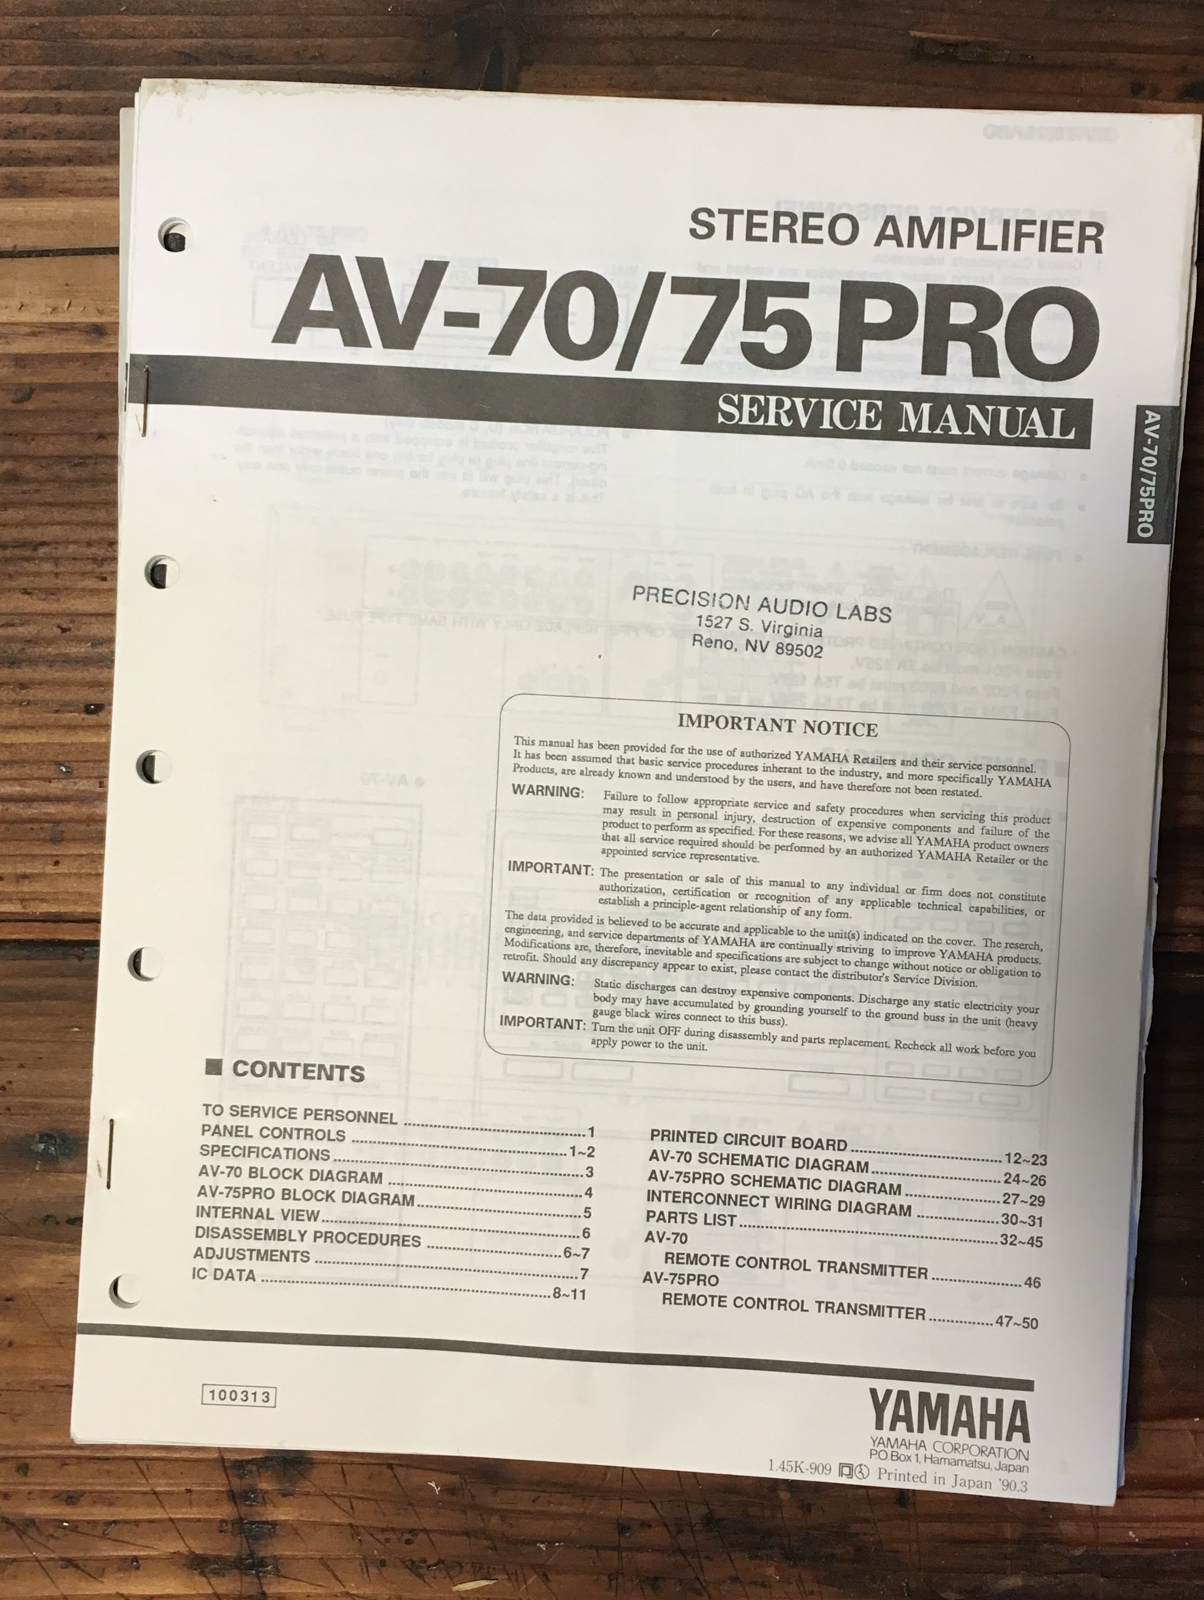 STEREO AMPLIFIER
AV-70/75 PRO
SERVICE MANUAL
AV-70/75PRO
PRECISION AUDIO LABS
1527 S. Virginia
Reno, NV 89502
IMPORTANT NOTICE
This manual has been provided for the use of authorized YAMAHA Retailers and their service personnel.
It has been assumed that basic service procedures inherant to the industry, and more specifically YAMAHA
Products, are already known and understood by the users, and have therefore not been restated.
WARNING: Failure to follow appropriate service and safety procedures when servicing this product
may result in personal injury, destruction of expensive components and failure of the
product to perform as specified. For these reasons, we advise all YAMAHA product owners
that all service required should be performed by an authorized YAMAHA Retailer or the
appointed service representative.
IMPORTANT: The presentation or sale of this manual to any individual or firm does not constitute
authorization, certification or recognition of any applicable technical capabilities, or
establish a principle-agent relationship of any form.
The data provided is believed to be accurate and applicable to the unit(s) indicated on the cover. The reserch,
engineering, and service departments of YAMAHA are continually striving to improve YAMAHA products.
Modifications are, therefore, inevitable and specifications are subject to change without notice or obligation to
retrofit. Should any discrepancy appear to exist, please contact the distributor's Service Division.
WARNING: Static discharges can destroy expensive components. Discharge any static electricity your
body may have accumulated by grounding yourself to the ground buss in the unit (heavy
gauge black wires connect to this buss).
IMPORTANT: Turn the unit OFF during disassembly and parts replacement. Recheck all work before you
apply power to the unit.
■ CONTENTS
TO SERVICE PERSONNEL ........................................ 1
PANEL CONTROLS ................................................ 1~2
SPECIFICATIONS ...................................................... 3
AV-70 BLOCK DIAGRAM .......................................... 4
AV-75PRO BLOCK DIAGRAM ................................... 5
INTERNAL VIEW ....................................................... 6
DISASSEMBLY PROCEDURES .............................. 6~7
ADJUSTMENTS ........................................................ 7
IC DATA ............................................................... 8~11
PRINTED CIRCUIT BOARD ................................. 12~23
AV-70 SCHEMATIC DIAGRAM ............................ 24~26
AV-75PRO SCHEMATIC DIAGRAM ..................... 27~29
INTERCONNECT WIRING DIAGRAM .................. 30~31
PARTS LIST ......................................................... 32~45
AV-70
REMOTE CONTROL TRANSMITTER ................... 46
AV-75PRO
REMOTE CONTROL TRANSMITTER .............. 47~50
100313
YAMAHA
YAMAHA CORPORATION
PO Box 1, Hamamatsu, Japan
1.45K-909 Printed in Japan '90.3